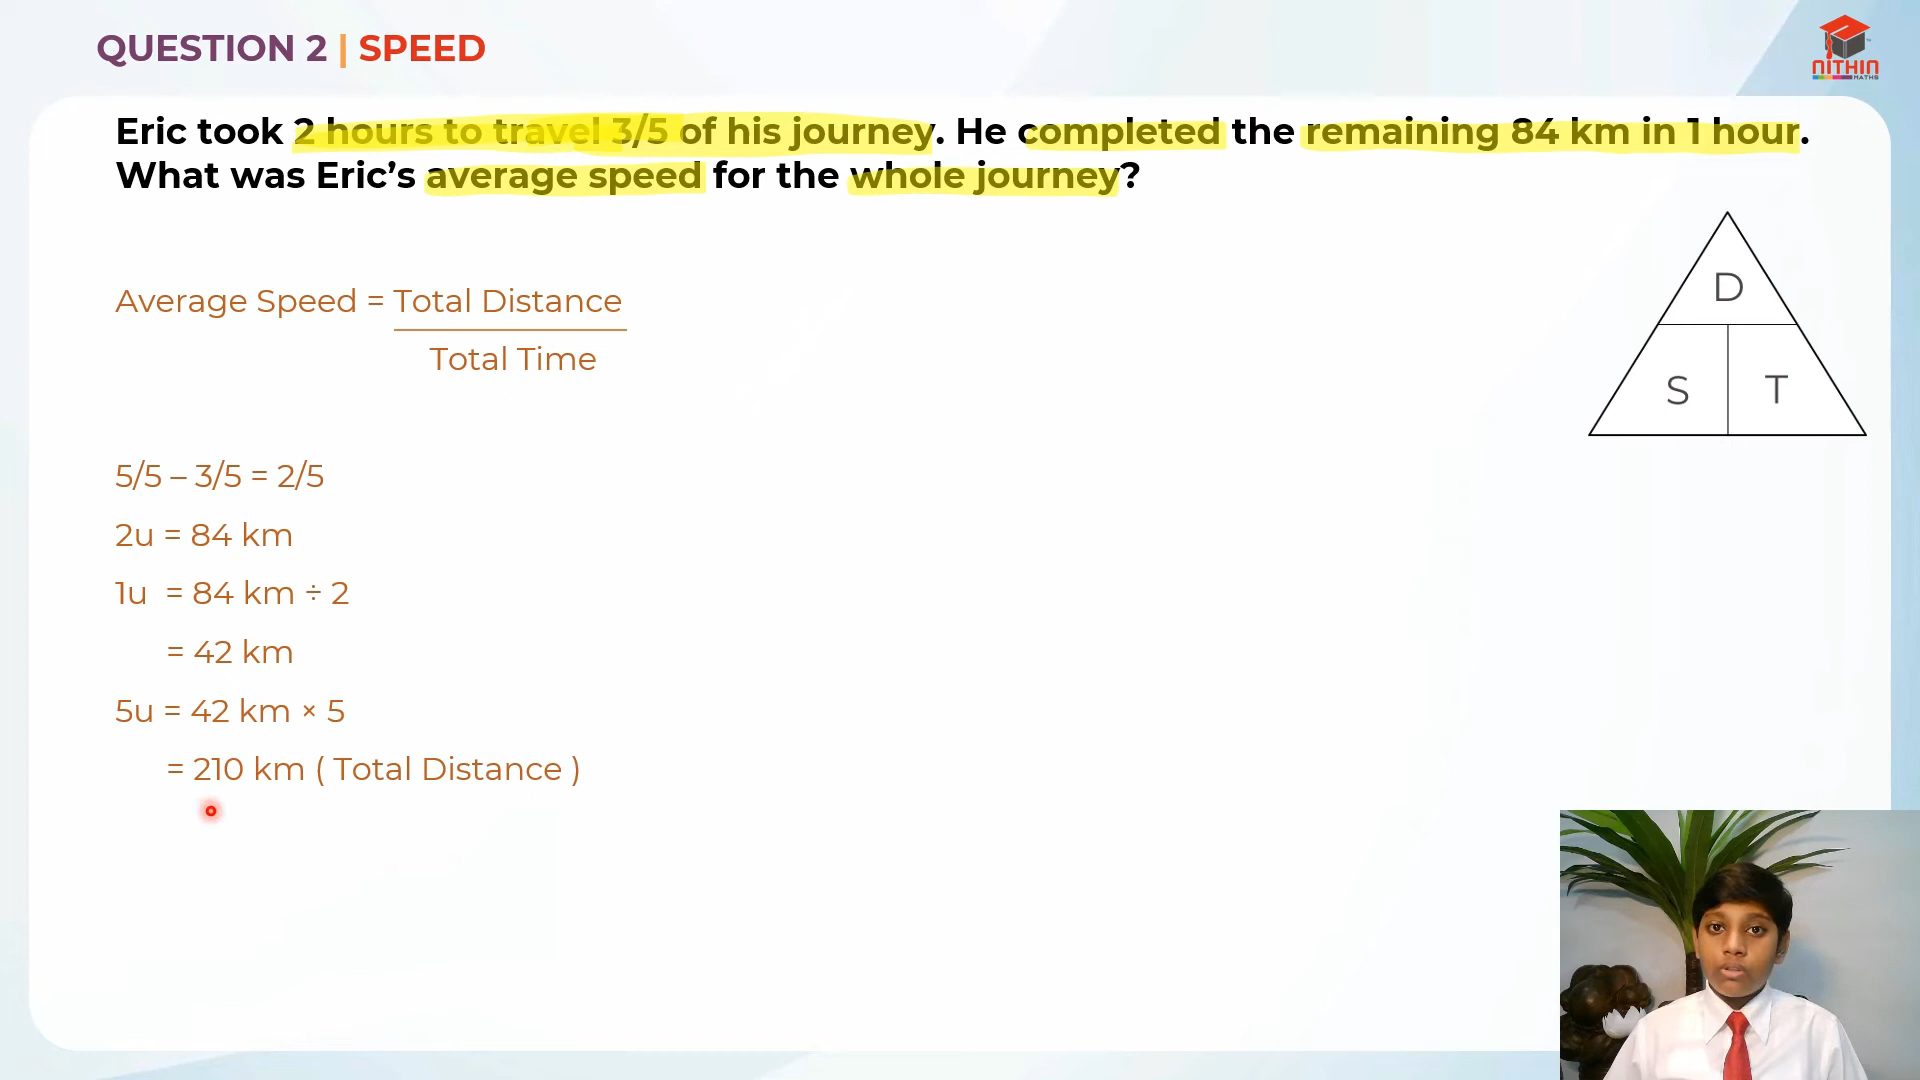 QUESTION 2 | SPEED
NITHIN
MATHS
Eric took 2 hours to travel 3/5 of his journey. He completed the remaining 84 km in 1 hour.
What was Eric’s average speed for the whole journey?
Average Speed = Total Distance
Total Time
D
S T
5/5 – 3/5 = 2/5
2u = 84 km
1u = 84 km ÷ 2
= 42 km
5u = 42 km × 5
= 210 km ( Total Distance )